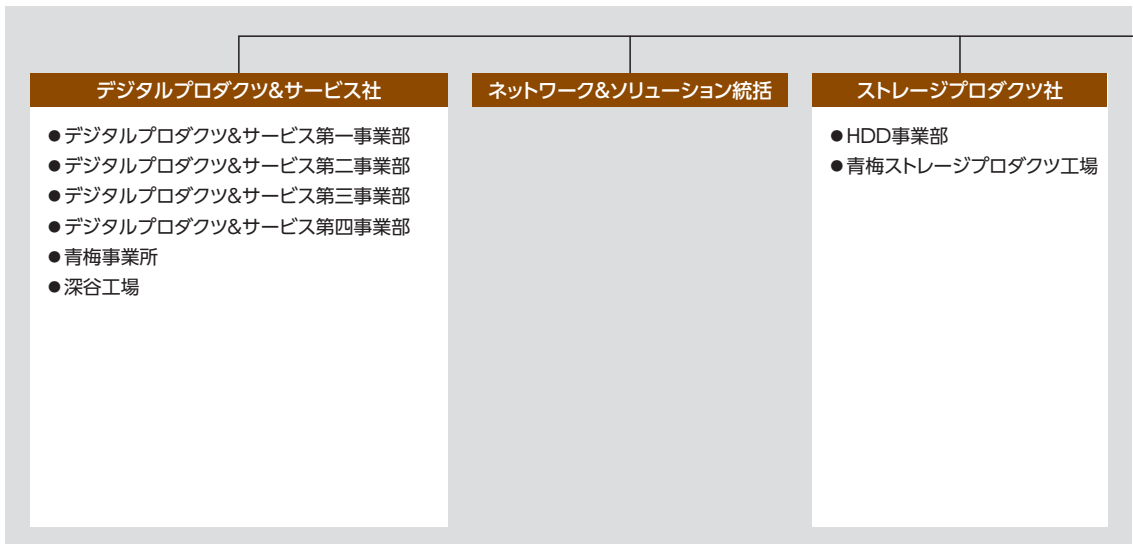 デジタルプロダクツ&サービス社
●デジタルプロダクツ&サービス第一事業部
●デジタルプロダクツ&サービス第二事業部
●デジタルプロダクツ&サービス第三事業部
●デジタルプロダクツ&サービス第四事業部
●青梅事業所
●深谷工場
ネットワーク&ソリューション統括
ストレージプロダクツ社
●HDD事業部
●青梅ストレージプロダクツ工場